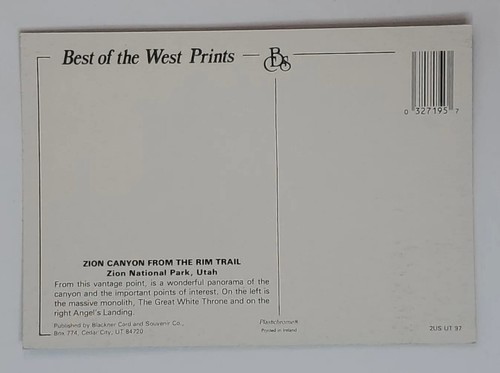 Best of the West Prints
0 327195 7
ZION CANYON FROM THE RIM TRAIL
Zion National Park, Utah
From this vantage point, is a wonderful panorama of the
canyon and the important points of interest. On the left is
the massive monolith, The Great White Throne and on the
right Angel's Landing.
Published by Blackner Card and Souvenir Co.,
Box 774, Cedar City, UT 84720
Plastichrome®
Printed in Ireland
2US UT 97